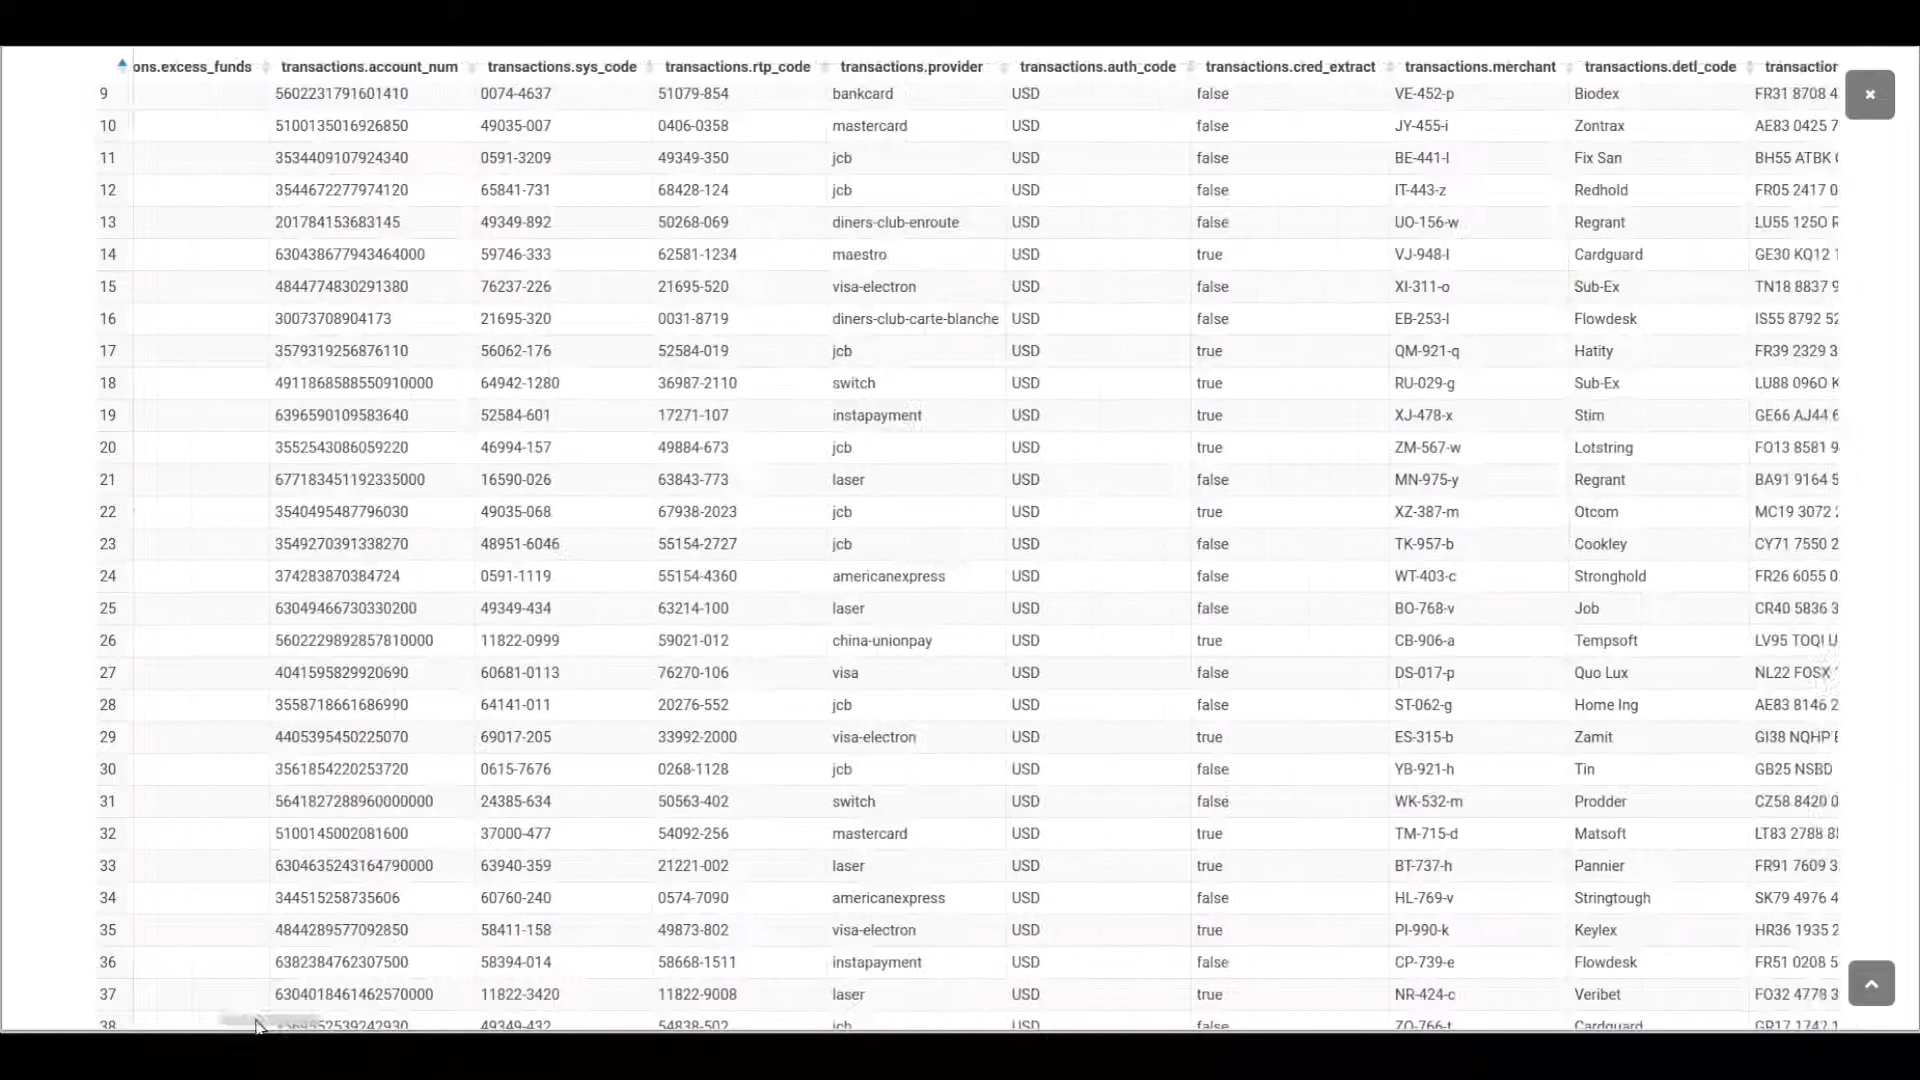 ons.excess_funds transactions.account_num transactions.sys_code transactions.rtp_code transactions.provider transactions.auth_code transactions.cred_extract transactions.merchant transactions.detl_code transaction
9 5602231791601410 0074-4637 51079-854 bankcard USD false VE-452-p Biodex FR31 8708 4
10 5100135016926850 49035-007 0406-0358 mastercard USD false JY-455-i Zontrax AE83 0425 7
11 3534409107924340 0591-3209 49349-350 jcb USD false BE-441-l Fix San BH55 ATBK
12 3544672277974120 65841-731 68428-124 jcb USD false IT-443-z Redhold FR05 2417 0
13 201784153683145 49349-892 50268-069 diners-club-enroute USD false UO-156-w Regrant LU55 125O
14 630438677943464000 59746-333 62581-1234 maestro USD true VJ-948-l Cardguard GE30 KQ12 1
15 4844774830291380 76237-226 21695-520 visa-electron USD false XI-311-o Sub-Ex TN18 8837 9
16 30073708904173 21695-320 0031-8719 diners-club-carte-blanche USD false EB-253-l Flowdesk IS55 8792 52
17 3579319256876110 56062-176 52584-019 jcb USD true QM-921-q Hatity FR39 2329 3
18 4911868588550910000 64942-1280 36987-2110 switch USD true RU-029-g Sub-Ex LU88 096O K
19 6396590109583640 52584-601 17271-107 instapayment USD true XJ-478-x Stim GE66 AJ44 6
20 3552543086059220 46994-157 49884-673 jcb USD true ZM-567-w Lotstring FO13 8581 9
21 677183451192335000 16590-026 63843-773 laser USD false MN-975-y Regrant BA91 9164 5
22 3540495487796030 49035-068 67938-2023 jcb USD true XZ-387-m Otcom MC19 3072
23 3549270391338270 48951-6046 55154-2727 jcb USD false TK-957-b Cookley CY71 7550 2
24 374283870384724 0591-1119 55154-4360 americanexpress USD false WT-403-c Stronghold FR26 6055 0
25 63049466730330200 49349-434 63214-100 laser USD false BO-768-v Job CR40 5836 3
26 5602229892857810000 11822-0999 59021-012 china-unionpay USD true CB-906-a Tempsoft LV95 TOQI U
27 4041595829920690 60681-0113 76270-106 visa USD false DS-017-p Quo Lux NL22 FOSX
28 3558718661686990 64141-011 20276-552 jcb USD false ST-062-g Home Ing AE83 8146 2
29 4405395450225070 69017-205 33992-2000 visa-electron USD true ES-315-b Zamit GI38 NQHP
30 3561854220253720 0615-7676 0268-1128 jcb USD false YB-921-h Tin GB25 NSBD
31 5641827288960000000 24385-634 50563-402 switch USD false WK-532-m Prodder CZ58 8420 0
32 5100145002081600 37000-477 54092-256 mastercard USD true TM-715-d Matsoft LT83 2788 8
33 6304635243164790000 63940-359 21221-002 laser USD true BT-737-h Pannier FR91 7609 3
34 344515258735606 60760-240 0574-7090 americanexpress USD false HL-769-v Stringtough SK79 4976 4
35 4844289577092850 58411-158 49873-802 visa-electron USD true PI-990-k Keylex HR36 1935 2
36 6382384762307500 58394-014 58668-1511 instapayment USD false CP-739-e Flowdesk FR51 0208 5
37 6304018461462570000 11822-3420 11822-9008 laser USD true NR-424-c Veribet FO32 4778 3
38 49349-432 54838-502 jcb USD false ZO-766-t Cardguard GR17 1742 1